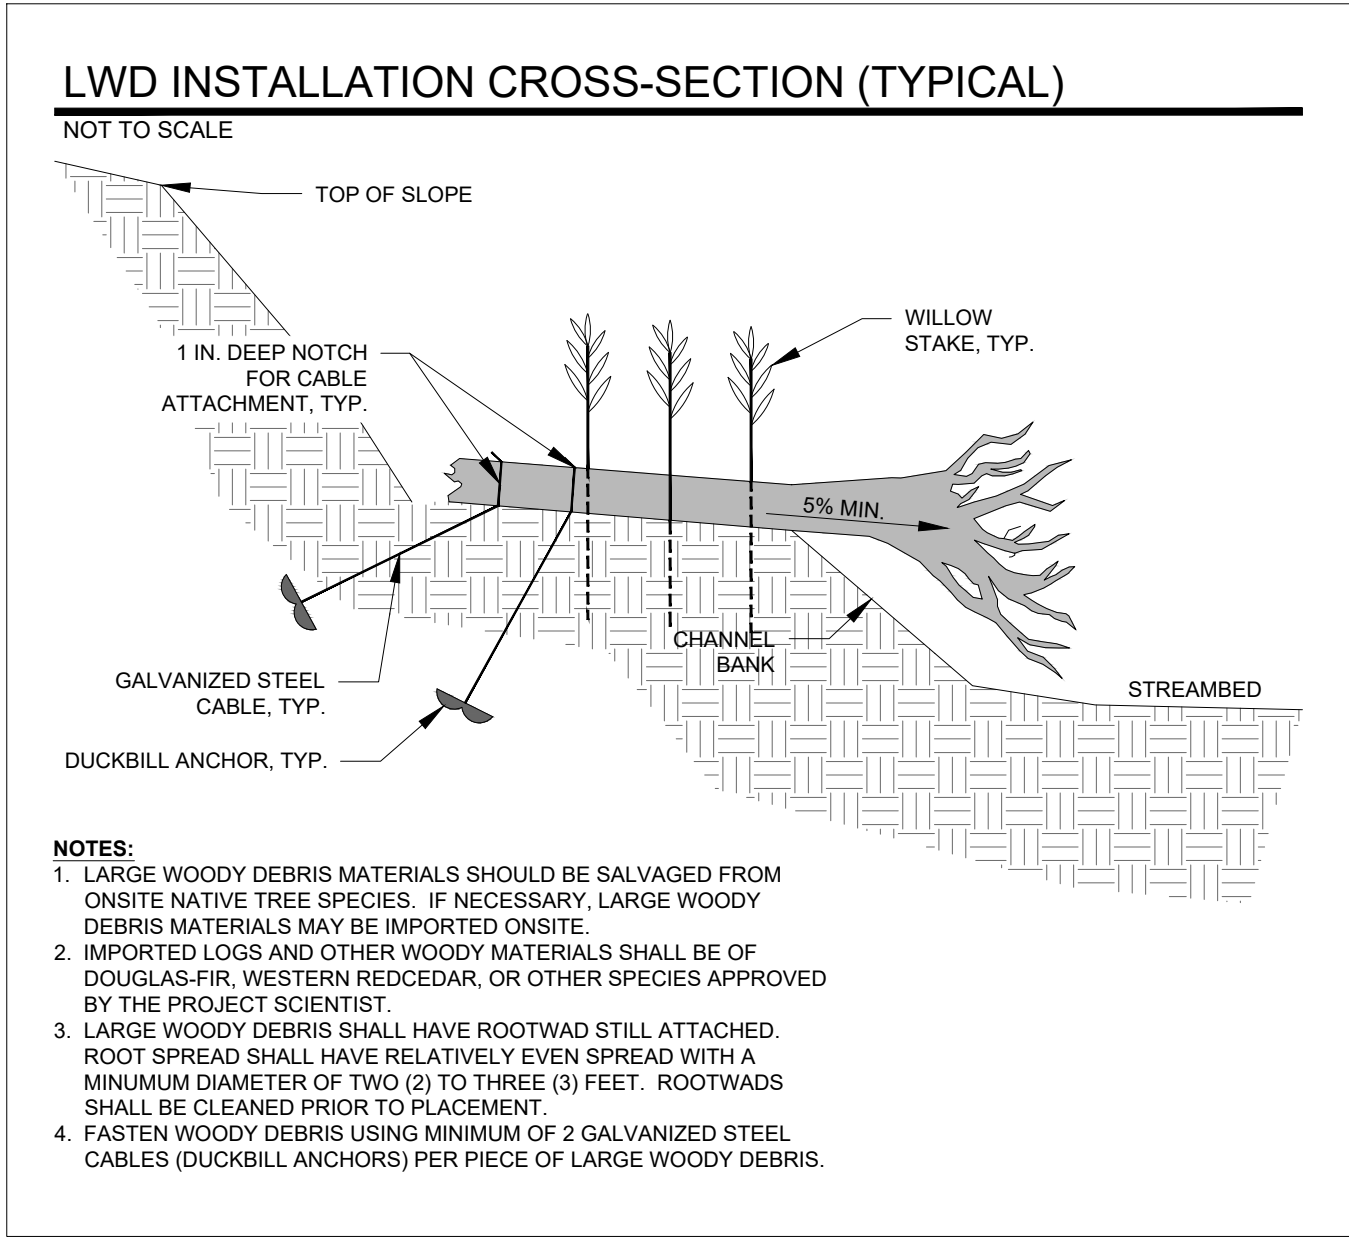 LWD INSTALLATION CROSS-SECTION (TYPICAL)
NOT TO SCALE
TOP OF SLOPE
WILLOW
STAKE, TYP.
1 IN. DEEP NOTCH
FOR CABLE
ATTACHMENT, TYP.
5% MIN.
CHANNEL
BANK
GALVANIZED STEEL
CABLE, TYP.
STREAMBED
DUCKBILL ANCHOR, TYP.
NOTES:
1. LARGE WOODY DEBRIS MATERIALS SHOULD BE SALVAGED FROM
ONSITE NATIVE TREE SPECIES. IF NECESSARY, LARGE WOODY
DEBRIS MATERIALS MAY BE IMPORTED ONSITE.
2. IMPORTED LOGS AND OTHER WOODY MATERIALS SHALL BE OF
DOUGLAS-FIR, WESTERN REDCEDAR, OR OTHER SPECIES APPROVED
BY THE PROJECT SCIENTIST.
3. LARGE WOODY DEBRIS SHALL HAVE ROOTWAD STILL ATTACHED.
ROOT SPREAD SHALL HAVE RELATIVELY EVEN SPREAD WITH A
MINUMUM DIAMETER OF TWO (2) TO THREE (3) FEET. ROOTWADS
SHALL BE CLEANED PRIOR TO PLACEMENT.
4. FASTEN WOODY DEBRIS USING MINIMUM OF 2 GALVANIZED STEEL
CABLES (DUCKBILL ANCHORS) PER PIECE OF LARGE WOODY DEBRIS.